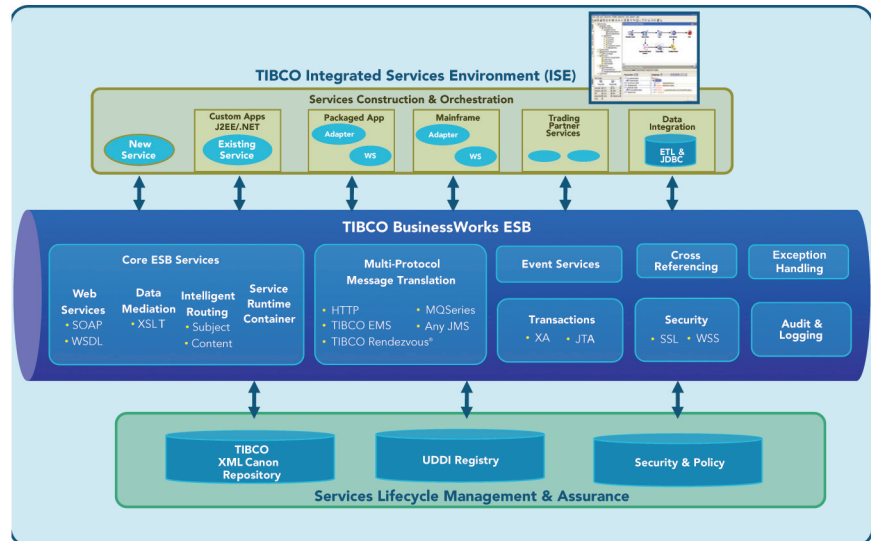 TIBCO Integrated Services Environment (ISE)
Services Construction & Orchestration
New
Service
Custom Apps
J2EE/.NET
Existing
Service
Packaged App
Adapter
WS
Mainframe
Adapter
WS
Trading
Partner
Services
Data
Integration
ETL &
JDBC
TIBCO BusinessWorks ESB
Core ESB Services
Web
Services
• SOAP
• WSDL
Data
Mediation
• XSLT
Intelligent
Routing
• Subject
• Content
Service
Runtime
Container
Multi-Protocol
Message Translation
• HTTP
• TIBCO EMS
• TIBCO Rendezvous®
• MQSeries
• Any JMS
Event Services
Cross
Referencing
Exception
Handling
Transactions
• XA • JTA
Security
• SSL • WSS
Audit &
Logging
TIBCO
XML Canon
Repository
UDDI Registry
Security & Policy
Services Lifecycle Management & Assurance